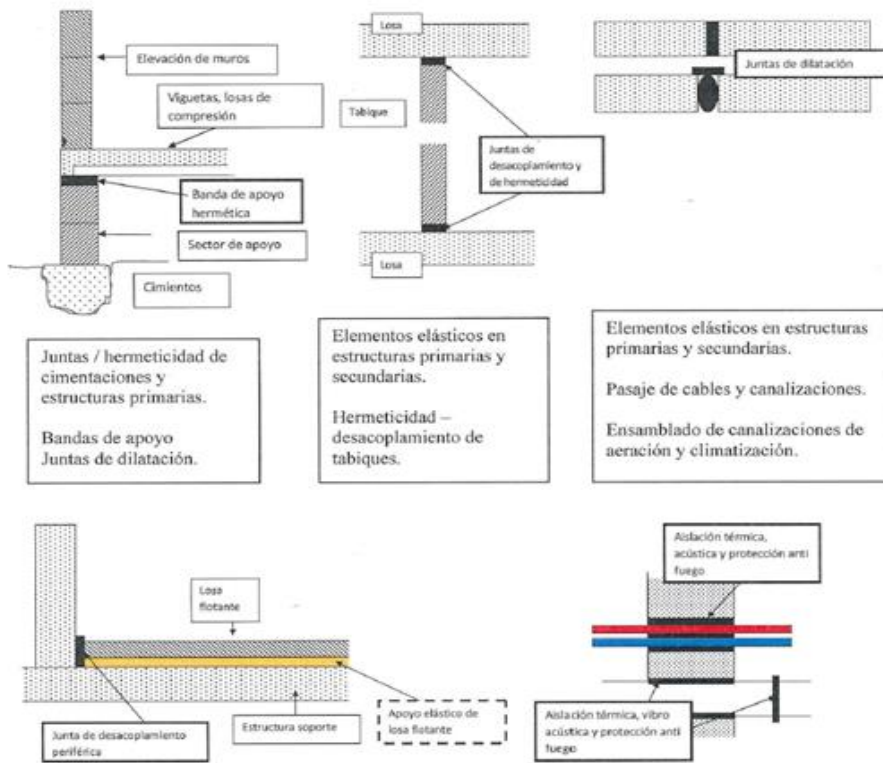 Elevación de muros
Viguetas, losas de
compresión
Banda de apoyo
hermética
Sector de apoyo
Cimientos
Losa
Tabique
Juntas de
desacoplamiento y
de hermeticidad
Losa
Juntas de dilatación
Juntas / hermeticidad de
cimentaciones y
estructuras primarias.
Bandas de apoyo
Juntas de dilatación.
Elementos elásticos en
estructuras primarias y
secundarias.
Hermeticidad –
desacoplamiento de
tabiques.
Elementos elásticos en estructuras
primarias y secundarias.
Pasaje de cables y canalizaciones.
Ensamblado de canalizaciones de
aeración y climatización.
Losa
flotante
Junta de desacoplamiento
periférica
Estructura soporte
Apoyo elástico de
losa flotante
Aislación térmica,
acústica y protección anti
fuego
Aislación térmica, vibro
acústica y protección anti
fuego